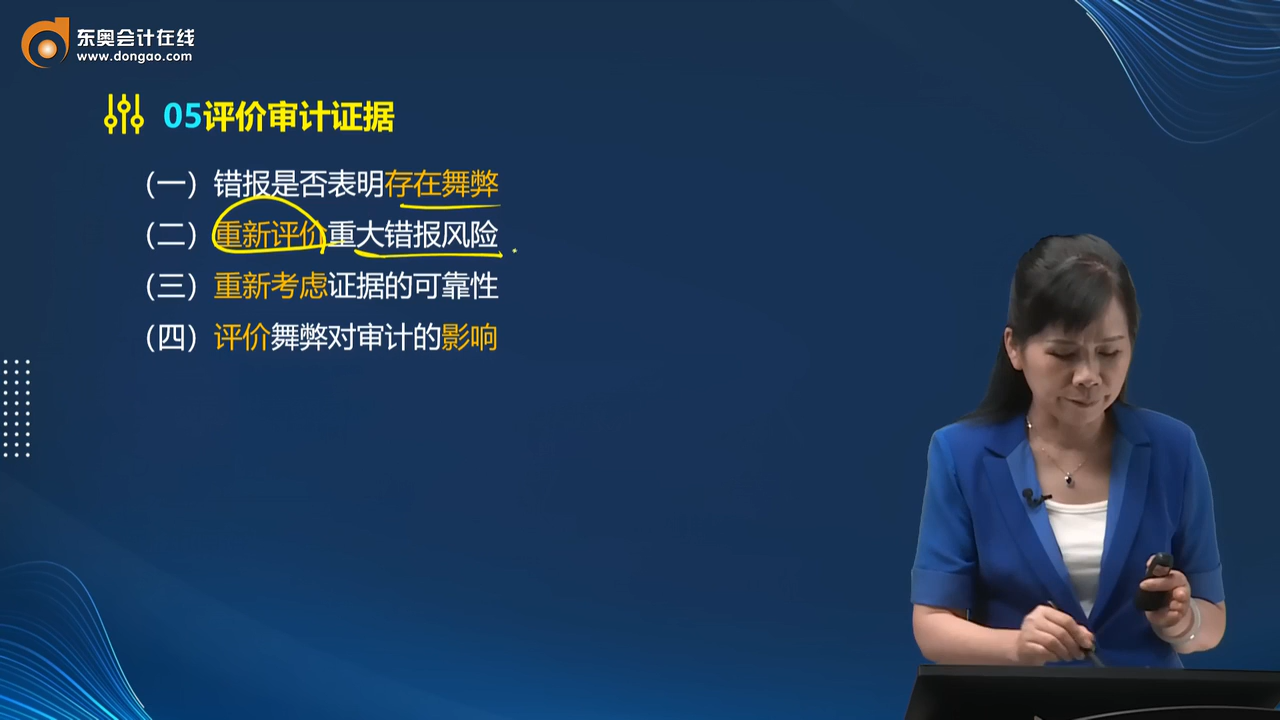 东奥会计在线
www.dongao.com
05评价审计证据
（一）错报是否表明存在舞弊
（二）重新评价重大错报风险
（三）重新考虑证据的可靠性
（四）评价舞弊对审计的影响